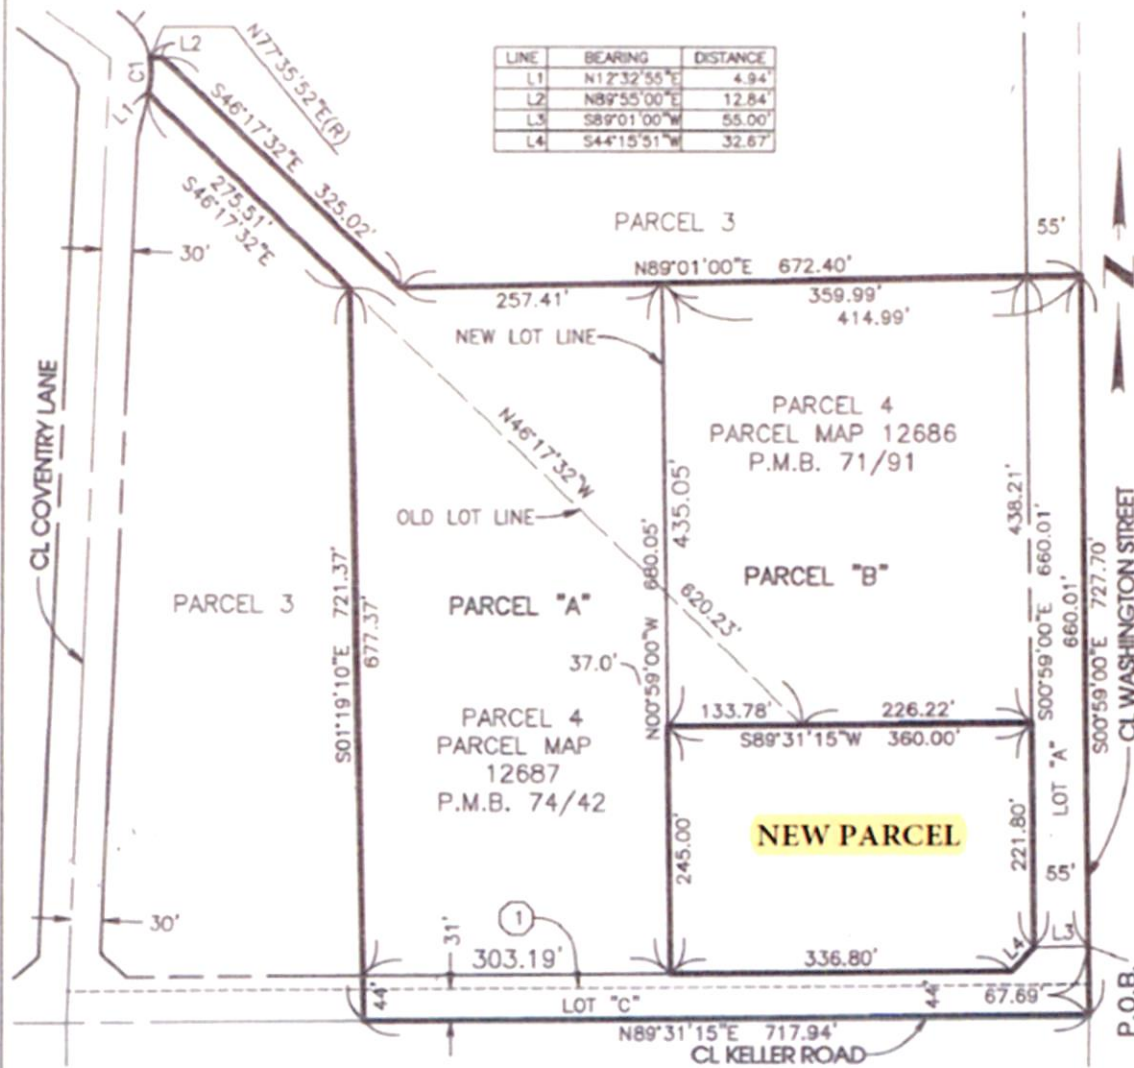 L2
C1
L1
N77°35'52"E(R)
LINE BEARING DISTANCE
L1 N12°32'55"E 4.94'
L2 N89°55'00"E 12.84'
L3 S89°01'00"W 55.00'
L4 S44°15'51"W 32.67'
S46°17'32"E 325.02'
275.51'
S46°17'32"E
30'
PARCEL 3
55'
N89°01'00"E 672.40'
257.41'
359.99'
414.99'
NEW LOT LINE
PARCEL 4
PARCEL MAP 12686
P.M.B. 71/91
N46°17'32"W
620.23'
OLD LOT LINE
CL COVENTRY LANE
PARCEL 3
S01°19'10"E 721.37'
677.37'
PARCEL "A"
PARCEL "B"
435.05'
N00°59'00"W 680.05'
37.0'
438.21'
S00°59'00"E 660.01'
660.01'
S00°59'00"E 727.70'
CL WASHINGTON STREET
PARCEL 4
PARCEL MAP
12687
P.M.B. 74/42
133.78'
226.22'
S89°31'15"W 360.00'
NEW PARCEL
245.00'
221.80'
LOT "A"
55'
30'
1
31'
303.19'
336.80'
L4
L3
44'
LOT "C"
44'
67.69'
P.O.B.
N89°31'15"E 717.94'
CL KELLER ROAD